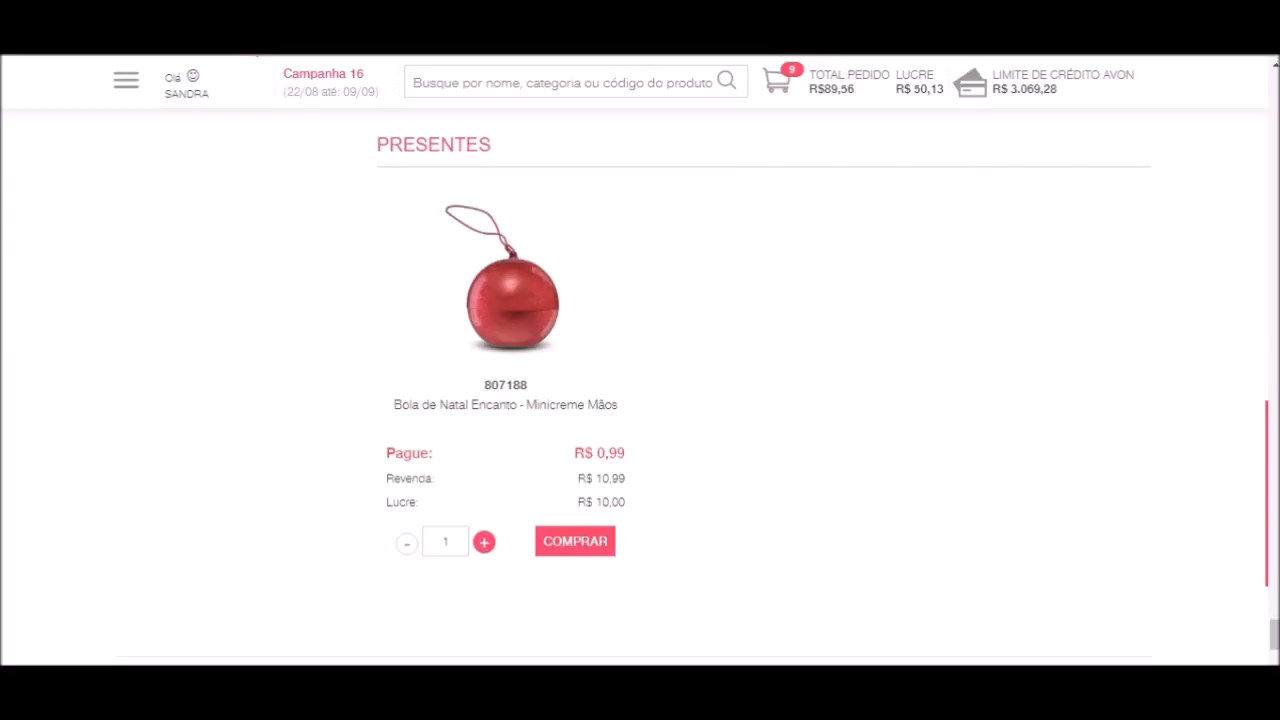 Olá
SANDRA
Campanha 16
(22/08 até: 09/09)
Busque por nome, categoria ou código do produto
9
TOTAL PEDIDO
R$89,56
LUCRE
R$ 50,13
LIMITE DE CRÉDITO AVON
R$ 3.069,28
PRESENTES
807188
Bola de Natal Encanto - Minicreme Mãos
Pague: R$ 0,99
Revenda: R$ 10,99
Lucre: R$ 10,00
- 1 + COMPRAR